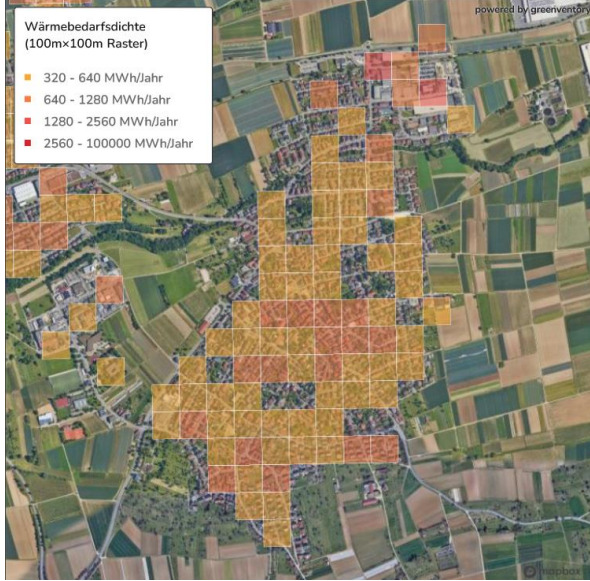 powered by greenventory
Wärmebedarfsdichte
(100m×100m Raster)
320 - 640 MWh/Jahr
640 - 1280 MWh/Jahr
1280 - 2560 MWh/Jahr
2560 - 100000 MWh/Jahr
mapbox